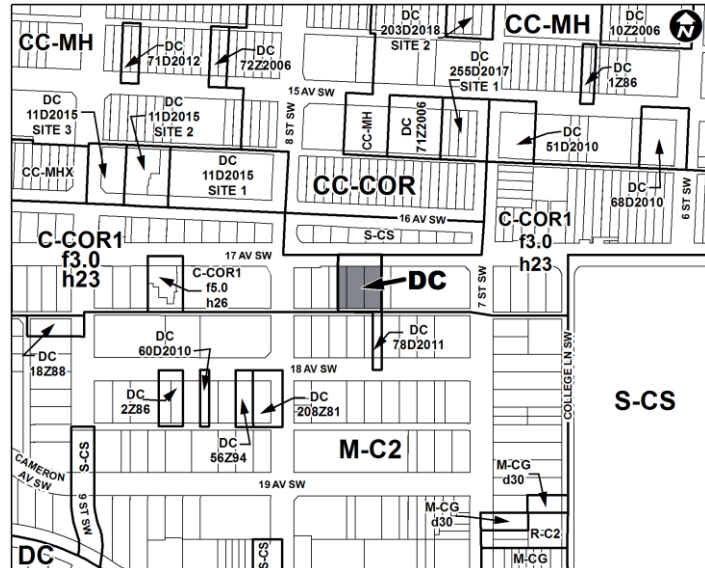 CC-MH
DC
71D2012
DC
72Z2006
DC
203D2018
SITE 2
CC-MH
DC
10Z2006
N
DC
255D2017
SITE 1
DC
1Z86
15 AV SW
8 ST SW
DC
11D2015
SITE 3
DC
11D2015
SITE 2
CC-MH
DC
71Z2006
DC
51D2010
CC-MHX
DC
11D2015
SITE 1
CC-COR
DC
68D2010
6 ST SW
16 AV SW
S-CS
C-COR1
f3.0
h23
17 AV SW
C-COR1
f5.0
h26
DC
7 ST SW
C-COR1
f3.0
h23
DC
18Z88
DC
60D2010
DC
78D2011
18 AV SW
COLLEGE LN SW
DC
2Z86
DC
208Z81
DC
56Z94
S-CS
S-CS
M-C2
CAMERON
AV SW
9 ST SW
19 AV SW
M-CG
d30
M-CG
d30
R-C2
DC
S-CS
M-CG